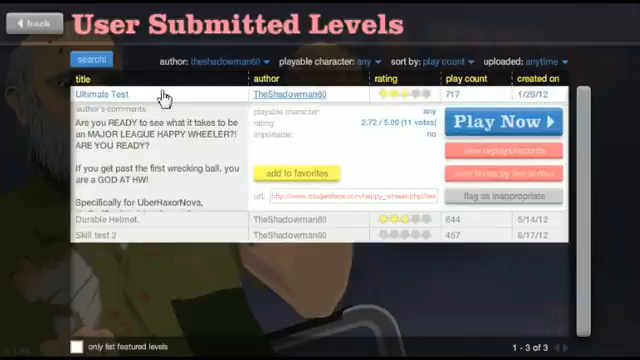 back
User Submitted Levels
search!
author: theshadowman60 playable character: any sort by: play count uploaded: anytime
title author rating play count created on
Ultimate Test TheShadowman60 717 1/29/12
author's comments:
Are you READY to see what it takes to be
an MAJOR LEAGUE HAPPY WHEELER?!
ARE YOU READY?
If you get past the first wrecking ball, you
are a GOD AT HW!
Specifically for UberHaxorNova,
playable character: any
rating: 2.72 / 5.00 (11 votes)
importable: no
add to favorites
url: http://www.totaljerkface.com/happy_wheels.php?lev
Play Now
view replays/records
view levels by this author
flag as inappropriate
Durable Helmet. TheShadowman60 644 5/14/12
Skill test 2 TheShadowman60 457 6/17/12
only list featured levels
1 - 3 of 3